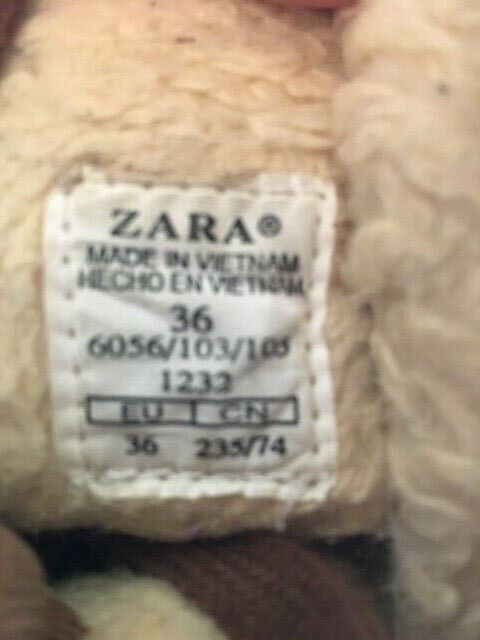 ZARA®
MADE IN VIETNAM
HECHO EN VIETNAM
36
6056/103/105
1232
EU CN
36 235/74